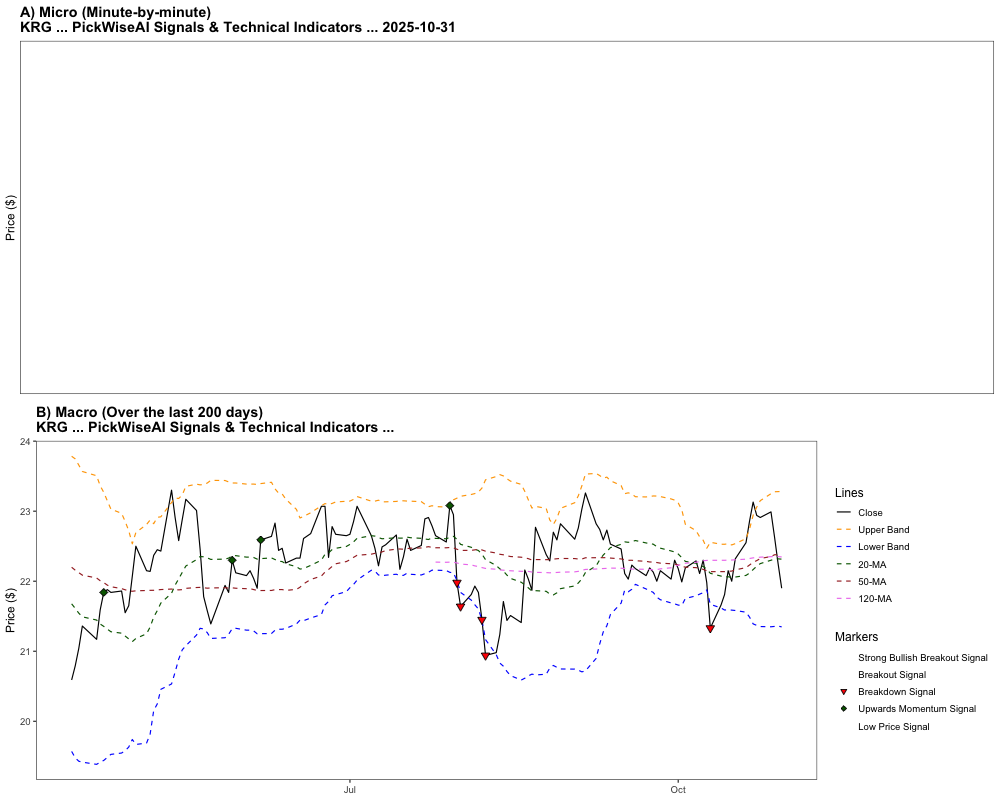 A) Micro (Minute-by-minute)
KRG ... PickWiseAI Signals & Technical Indicators ... 2025-10-31
Price ($)
B) Macro (Over the last 200 days)
KRG ... PickWiseAI Signals & Technical Indicators ...
Price ($)
24
23
22
21
20
Jul
Oct
Lines
Close
Upper Band
Lower Band
20-MA
50-MA
120-MA
Markers
Strong Bullish Breakout Signal
Breakout Signal
Breakdown Signal
Upwards Momentum Signal
Low Price Signal